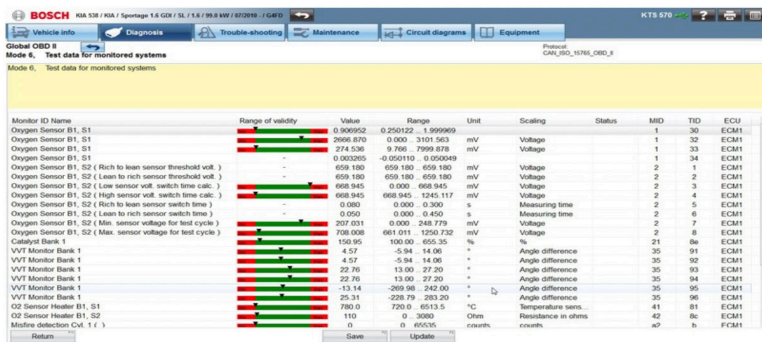 BOSCH KIA 538 / KIA / Sportage 1.6 GDI / SL / 1.6 / 99.0 kW / 07/2010 - / G4FD KTS 570 ?
Vehicle info Diagnosis Trouble-shooting Maintenance Circuit diagrams Equipment
Global OBD II
Mode 6, Test data for monitored systems
Protocol:
CAN_ISO_15765_OBD_II
Mode 6, Test data for monitored systems
Monitor ID Name Range of validity Value Range Unit Scaling Status MID TID ECU
Oxygen Sensor B1, S1 0.906952 0.250122 .. 1.999969 1 30 ECM1
Oxygen Sensor B1, S1 2666.870 0.000 .. 3101.563 mV Voltage 1 32 ECM1
Oxygen Sensor B1, S1 274.536 9.766 .. 7999.878 mV Voltage 1 33 ECM1
Oxygen Sensor B1, S1 - 0.003265 -0.050110 .. 0.050049 1 34 ECM1
Oxygen Sensor B1, S2 ( Rich to lean sensor threshold volt. ) - 659.180 659.180 .. 659.180 mV Voltage 2 1 ECM1
Oxygen Sensor B1, S2 ( Lean to rich sensor threshold volt. ) - 659.180 659.180 .. 659.180 mV Voltage 2 2 ECM1
Oxygen Sensor B1, S2 ( Low sensor volt. switch time calc. ) 668.945 0.000 .. 668.945 mV Voltage 2 3 ECM1
Oxygen Sensor B1, S2 ( High sensor volt. switch time calc. ) 668.945 668.945 .. 1245.117 mV Voltage 2 4 ECM1
Oxygen Sensor B1, S2 ( Rich to lean sensor switch time ) - 0.080 0.000 .. 0.300 s Measuring time 2 5 ECM1
Oxygen Sensor B1, S2 ( Lean to rich sensor switch time ) - 0.050 0.000 .. 0.450 s Measuring time 2 6 ECM1
Oxygen Sensor B1, S2 ( Min. sensor voltage for test cycle ) 207.031 0.000 .. 248.779 mV Voltage 2 7 ECM1
Oxygen Sensor B1, S2 ( Max. sensor voltage for test cycle ) 708.008 661.011 .. 1250.732 mV Voltage 2 8 ECM1
Catalyst Bank 1 150.95 100.00 .. 655.35 % % 21 8e ECM1
VVT Monitor Bank 1 4.57 -5.94 .. 14.06 ° Angle difference 35 91 ECM1
VVT Monitor Bank 1 4.57 -5.94 .. 14.06 ° Angle difference 35 92 ECM1
VVT Monitor Bank 1 22.76 13.00 .. 27.20 ° Angle difference 35 93 ECM1
VVT Monitor Bank 1 22.76 13.00 .. 27.20 ° Angle difference 35 94 ECM1
VVT Monitor Bank 1 -13.14 -269.98 .. 242.00 ° Angle difference 35 95 ECM1
VVT Monitor Bank 1 25.31 -228.79 .. 283.20 ° Angle difference 35 96 ECM1
O2 Sensor Heater B1, S1 780.0 720.0 .. 6513.5 °C Temperature sens... 41 81 ECM1
O2 Sensor Heater B1, S2 110 0 .. 3080 Ohm Resistance in ohms 42 8c ECM1
Misfire detection Cyl. 1 ( ) 0 0 .. 65535 counts counts a2 b ECM1
Return Save Update